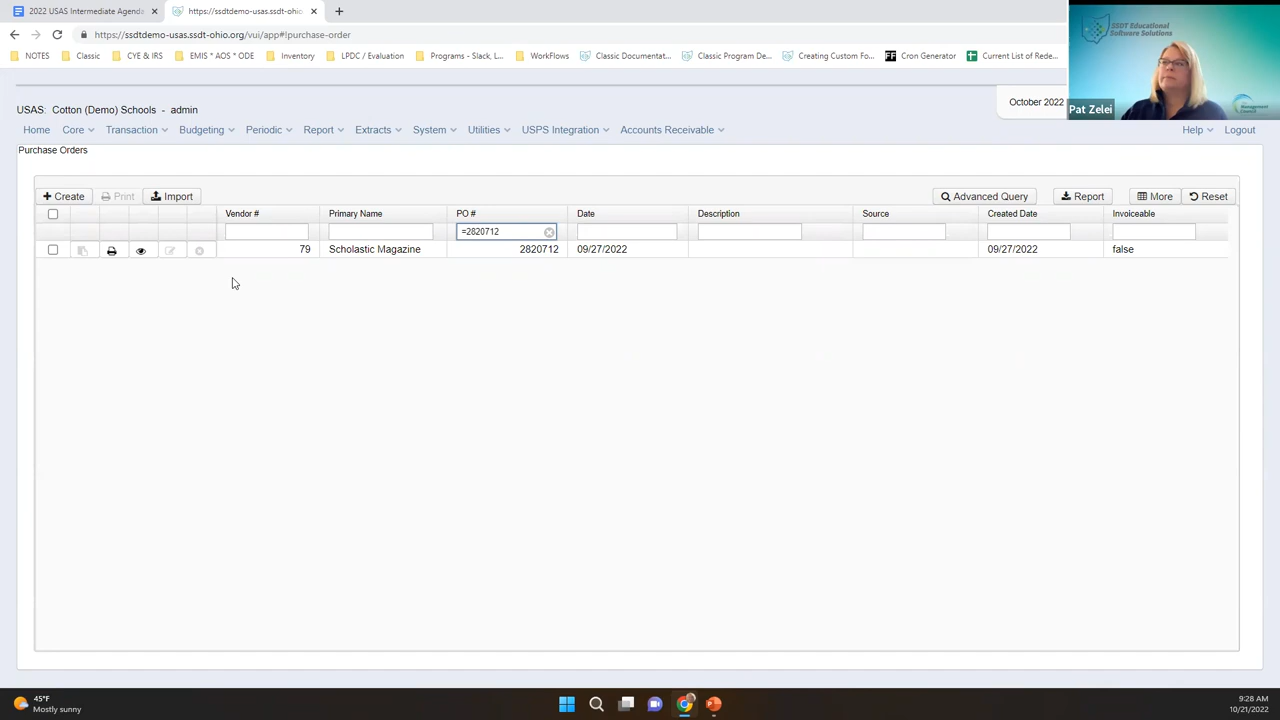 2022 USAS Intermediate Agenda
https://ssdtdemo-usas.ssdt-ohio
https://ssdtdemo-usas.ssdt-ohio.org/vui/app#!purchase-order
NOTES Classic CYE & IRS EMIS * AOS * ODE Inventory LPDC / Evaluation Programs - Slack, L... WorkFlows Classic Documentat... Classic Program De... Creating Custom Fo... Cron Generator Current List of Rede...
SSDT Educational
Software Solutions
Pat Zelei
USAS: Cotton (Demo) Schools - admin
October 2022
Home Core Transaction Budgeting Periodic Report Extracts System Utilities USPS Integration Accounts Receivable Help Logout
Purchase Orders
Create Print Import Advanced Query Report More Reset
Vendor # Primary Name PO # Date Description Source Created Date Invoiceable
=2820712
79 Scholastic Magazine 2820712 09/27/2022 09/27/2022 false
45°F
Mostly sunny
9:28 AM
10/21/2022